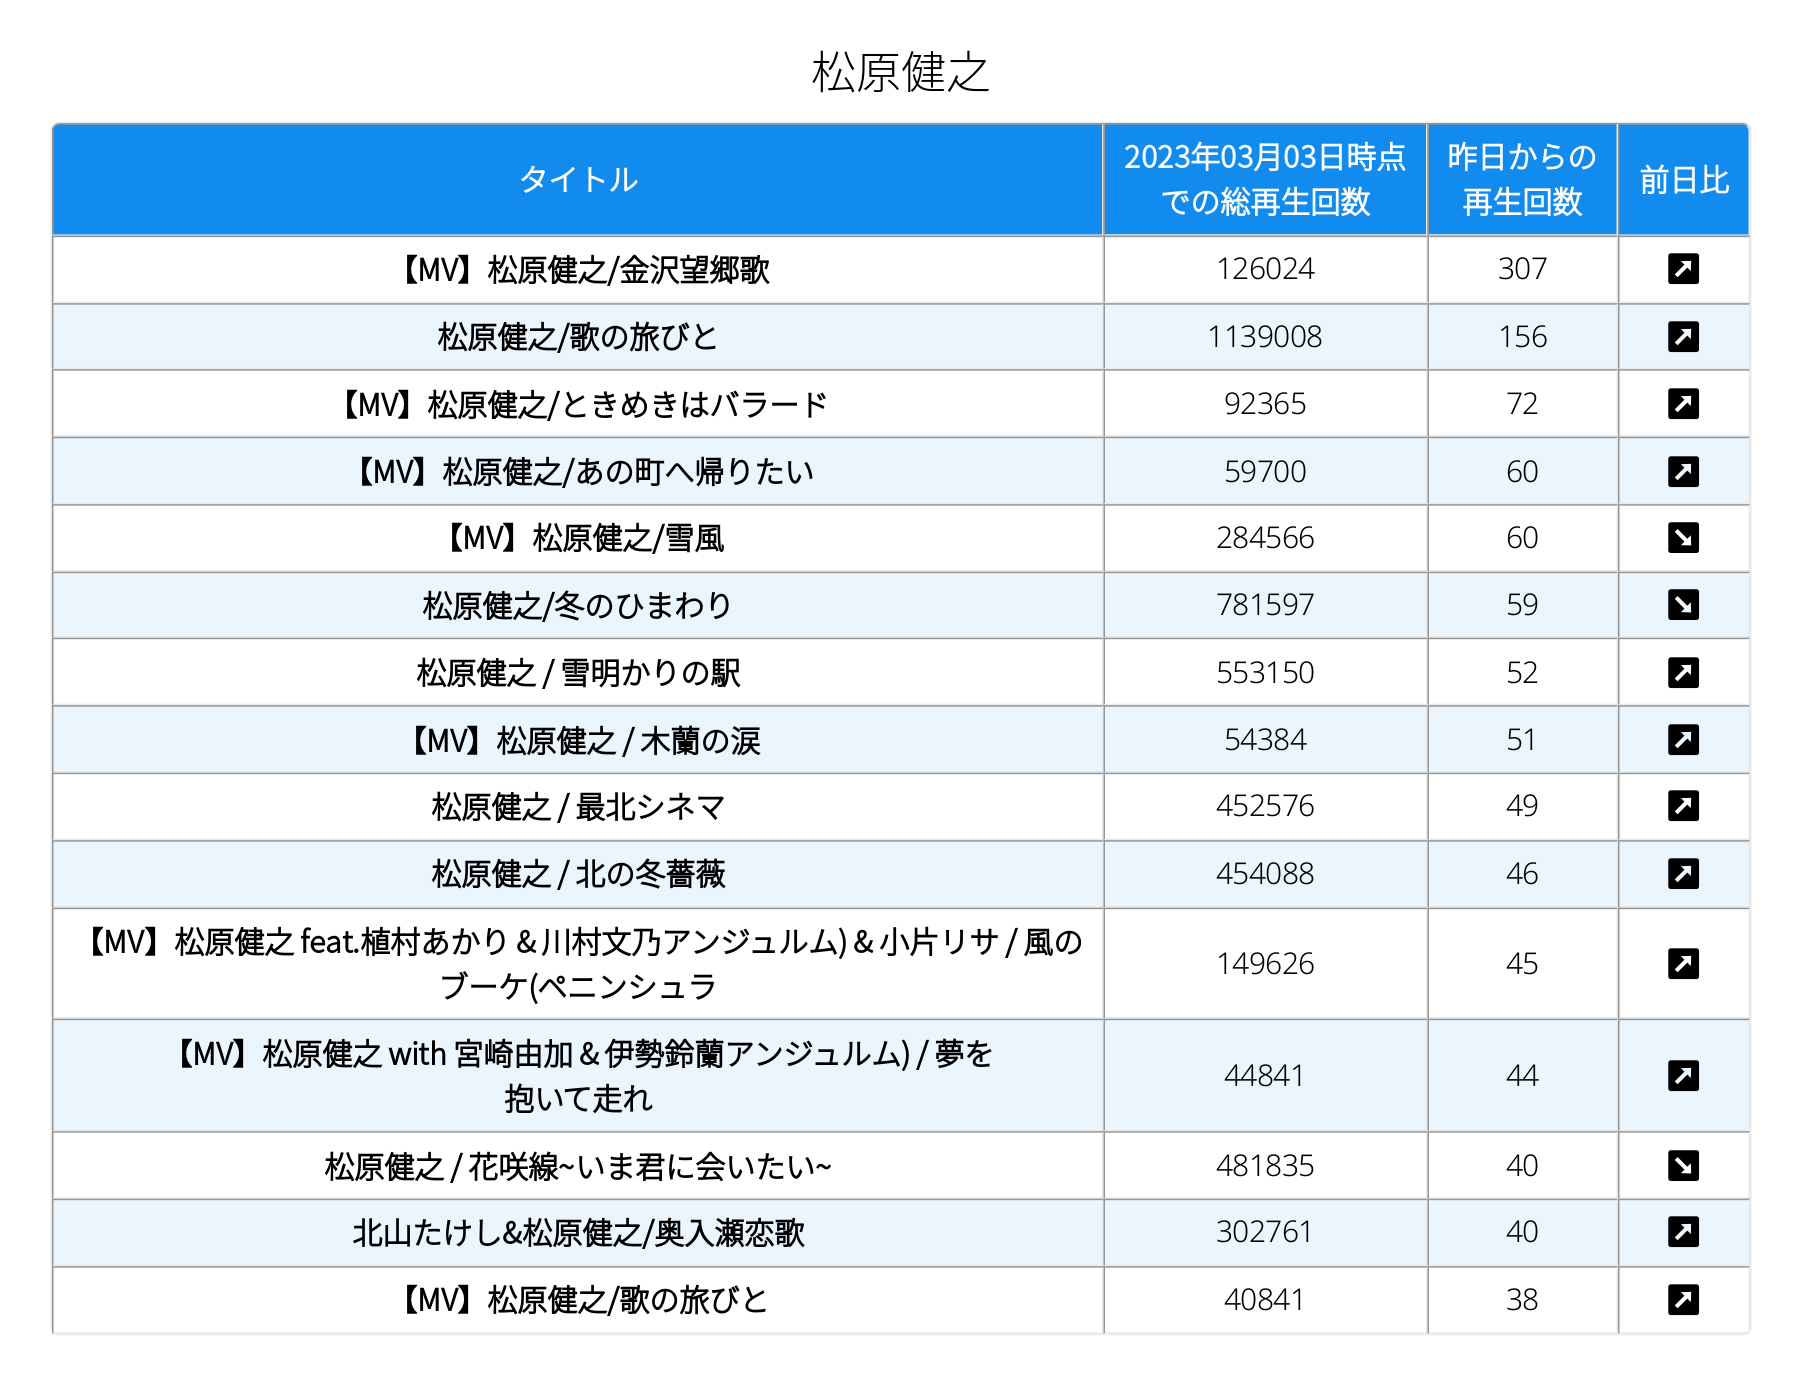 松原健之
タイトル
2023年03月03日時点
での総再生回数
昨日からの
再生回数
前日比
【MV】松原健之/金沢望郷歌 126024 307
松原健之/歌の旅びと 1139008 156
【MV】松原健之/ときめきはバラード 92365 72
【MV】松原健之/あの町へ帰りたい 59700 60
【MV】松原健之/雪風 284566 60
松原健之/冬のひまわり 781597 59
松原健之 / 雪明かりの駅 553150 52
【MV】松原健之 / 木蘭の涙 54384 51
松原健之 / 最北シネマ 452576 49
松原健之 / 北の冬薔薇 454088 46
【MV】松原健之 feat.植村あかり & 川村文乃アンジュルム) & 小片リサ / 風の
ブーケ(ペニンシュラ 149626 45
【MV】松原健之 with 宮崎由加 & 伊勢鈴蘭アンジュルム) / 夢を
抱いて走れ 44841 44
松原健之 / 花咲線~いま君に会いたい~ 481835 40
北山たけし&松原健之/奥入瀬恋歌 302761 40
【MV】松原健之/歌の旅びと 40841 38